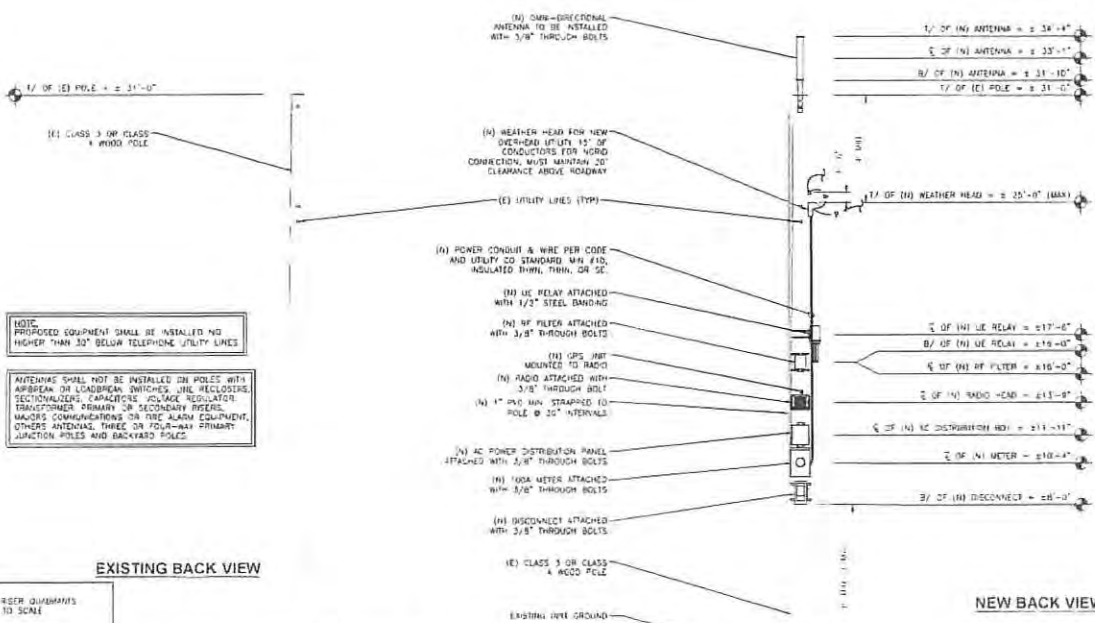 (N) OMNI-DIRECTIONAL
ANTENNA TO BE INSTALLED
WITH 3/8" THROUGH BOLTS
T/ OF (N) ANTENNA = ± 34'-4"
℄ OF (N) ANTENNA = ± 33'-1"
B/ OF (N) ANTENNA = ± 31'-10"
T/ OF (E) POLE = ± 31'-0"
T/ OF (E) POLE = ± 31'-0"
(E) CLASS 3 OR CLASS
4 WOOD POLE
(N) WEATHER HEAD FOR NEW
OVERHEAD UTILITY 15' OF
CONDUCTORS FOR NGRID
CONNECTION, MUST MAINTAIN 20'
CLEARANCE ABOVE ROADWAY
T/ OF (N) WEATHER HEAD = ± 25'-0" (MAX)
(E) UTILITY LINES (TYP)
(N) POWER CONDUIT & WIRE PER CODE
AND UTILITY CO STANDARD. MIN #10,
INSULATED THWN, THHN, OR SE.
(N) UE RELAY ATTACHED
WITH 1/2" STEEL BANDING
(N) RF FILTER ATTACHED
WITH 3/8" THROUGH BOLTS
(N) GPS UNIT
MOUNTED TO RADIO
(N) RADIO ATTACHED WITH
3/8" THROUGH BOLT
(N) 1" PVC MIN STRAPPED TO
POLE @ 30" INTERVALS
(N) AC POWER DISTRIBUTION PANEL
ATTACHED WITH 3/8" THROUGH BOLTS
(N) 100A METER ATTACHED
WITH 3/8" THROUGH BOLTS
(N) DISCONNECT ATTACHED
WITH 3/8" THROUGH BOLTS
(E) CLASS 3 OR CLASS
4 WOOD POLE
℄ OF (N) UE RELAY = ±17'-6"
B/ OF (N) UE RELAY = ±16'-0"
℄ OF (N) RF FILTER = ±16'-0"
℄ OF (N) RADIO HEAD = ±13'-9"
℄ OF (N) AC DISTRIBUTION BOX = ±11'-11"
℄ OF (N) METER = ±10'-4"
B/ OF (N) DISCONNECT = ±8'-0"
NOTE:
PROPOSED EQUIPMENT SHALL BE INSTALLED NO
HIGHER THAN 30" BELOW TELEPHONE UTILITY LINES
ANTENNAS SHALL NOT BE INSTALLED ON POLES WITH
AIRBREAK OR LOADBREAK SWITCHES, LINE RECLOSERS,
SECTIONALIZERS, CAPACITORS, VOLTAGE REGULATOR,
TRANSFORMER, PRIMARY OR SECONDARY RISERS,
MAJORS COMMUNICATIONS OR FIRE ALARM EQUIPMENT,
OTHERS ANTENNAS, THREE OR FOUR-WAY PRIMARY
JUNCTION POLES AND BACKYARD POLES
EXISTING BACK VIEW
RISER QUADRANTS
TO SCALE
NEW BACK VIEW
EXISTING
GROUND